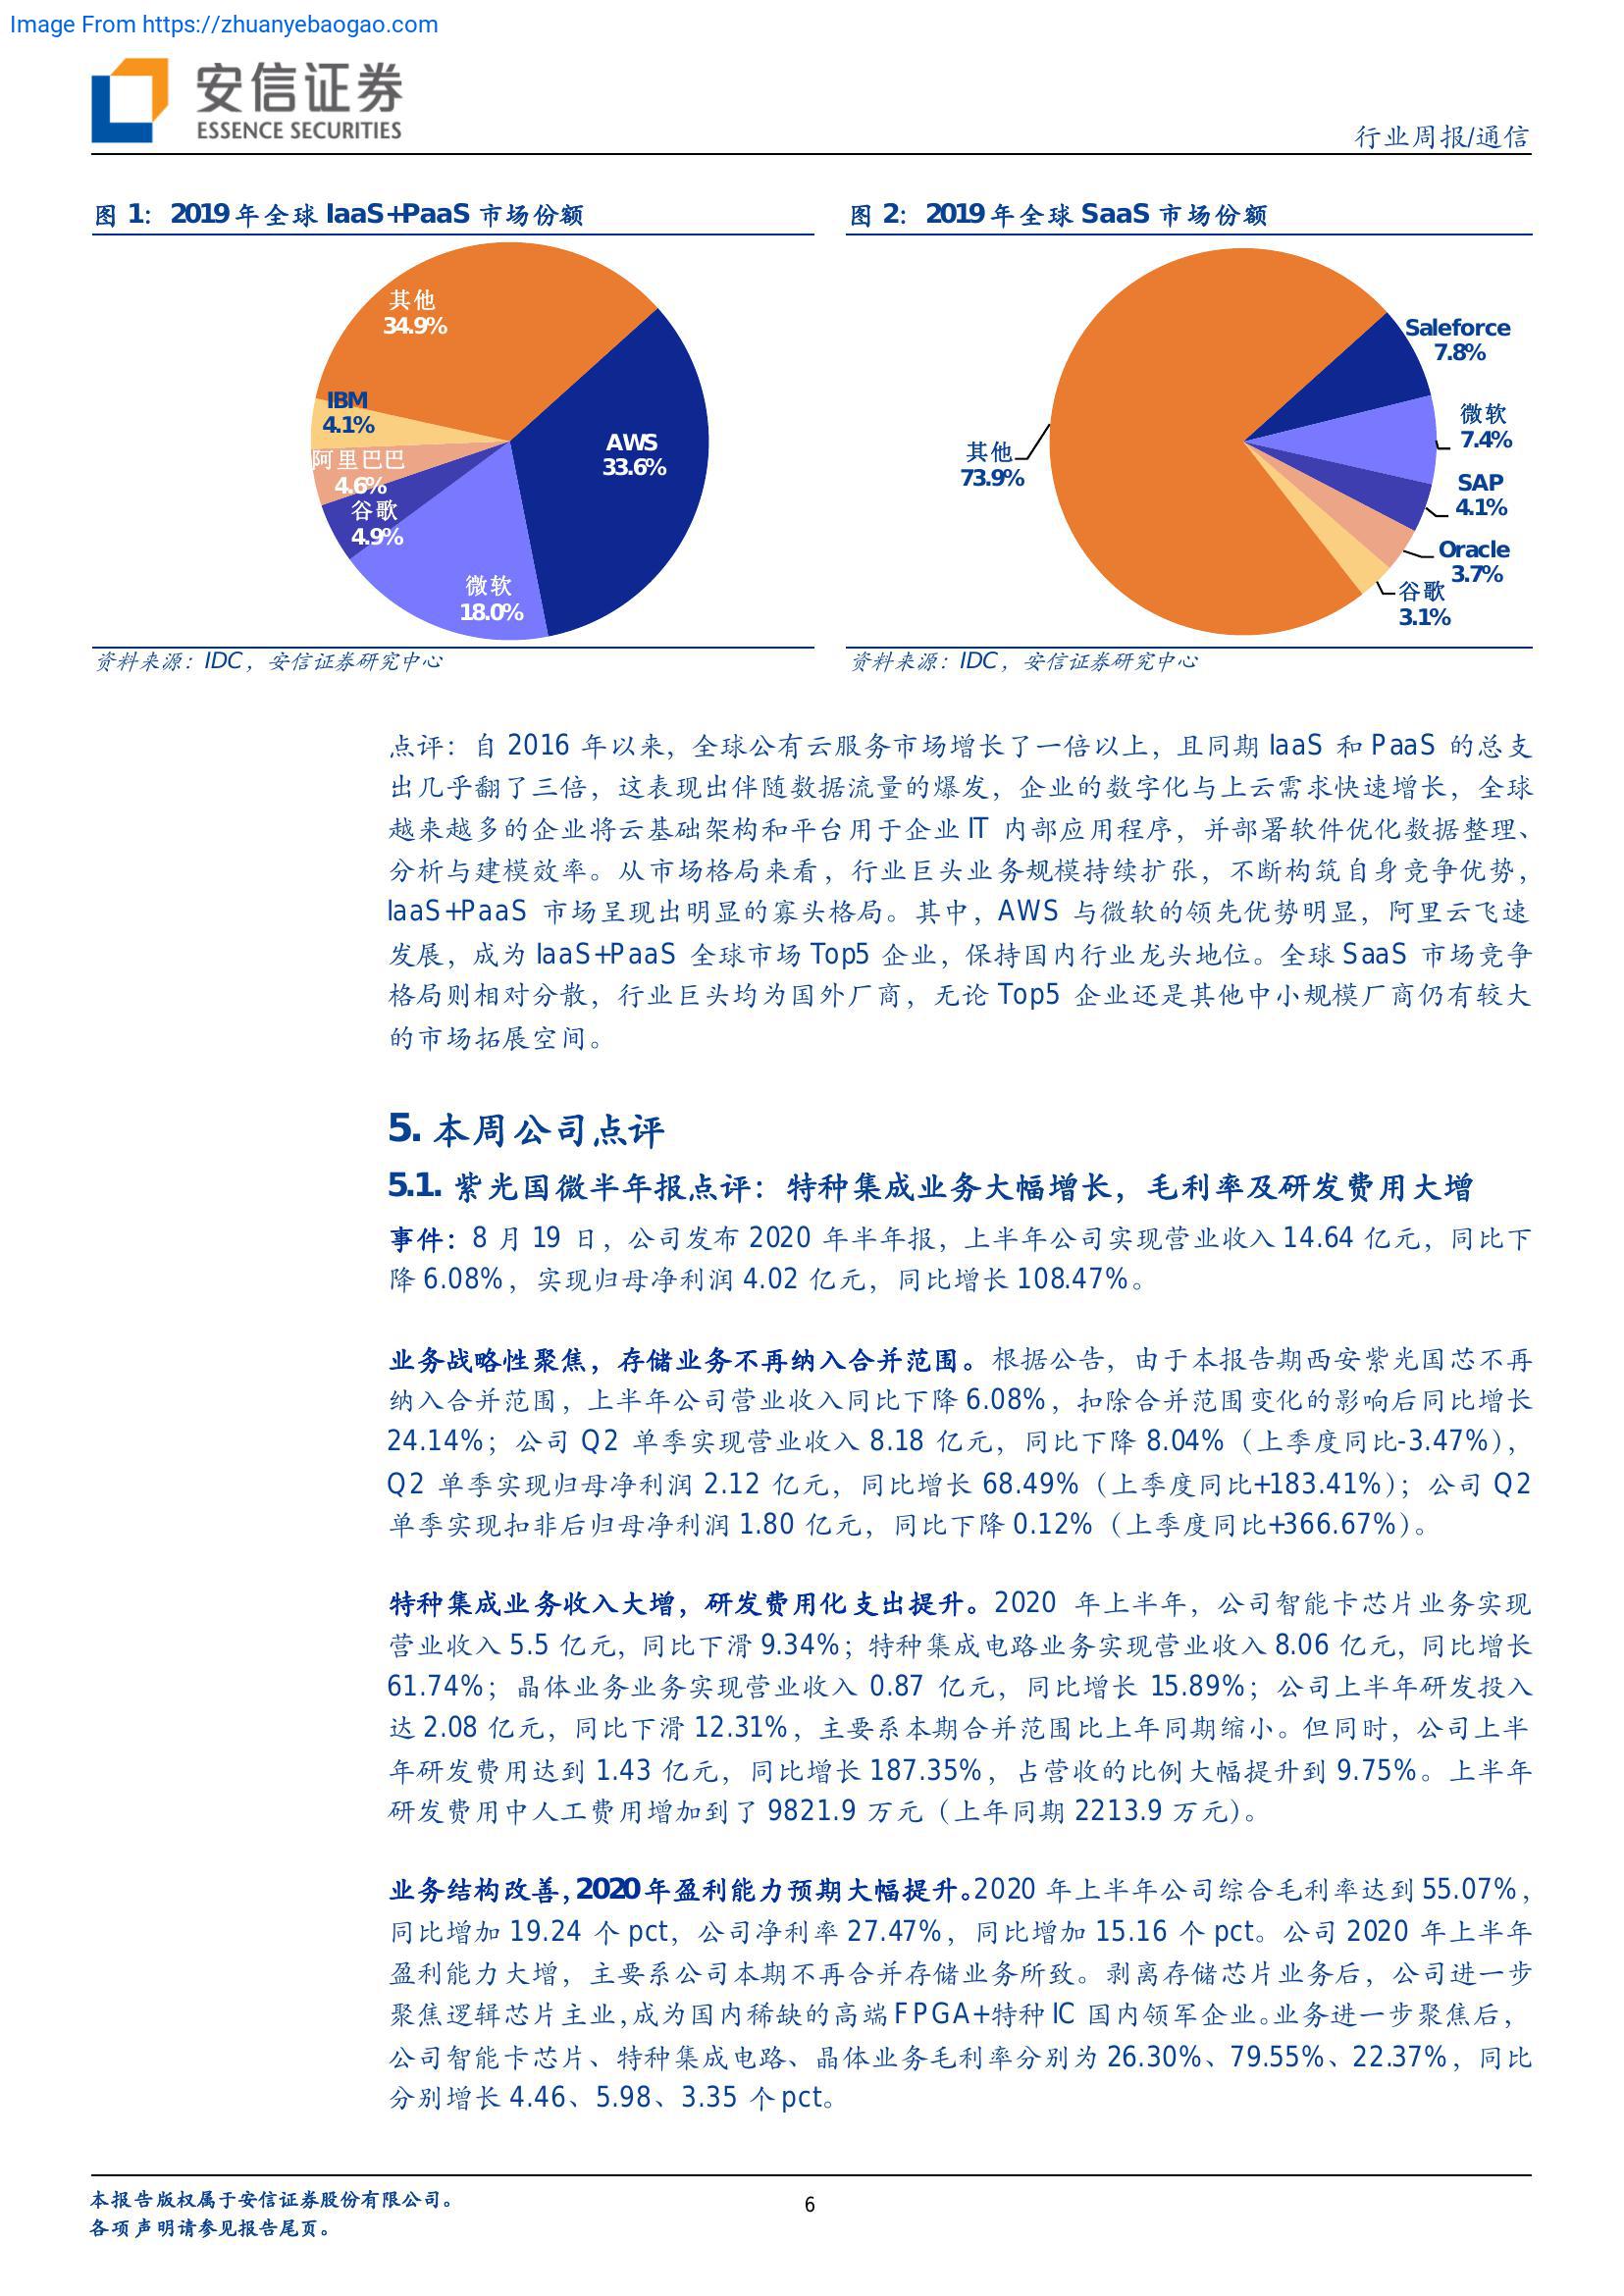 Image From https://zhuanyebaogao.com
安信证券
ESSENCE SECURITIES
行业周报/通信
图 1： 2019 年全球 IaaS+PaaS 市场份额
其他
34.9%
IBM
4.1%
阿里巴巴
4.6%
谷歌
4.9%
微软
18.0%
AWS
33.6%
资料来源：IDC，安信证券研究中心
图 2： 2019 年全球 SaaS 市场份额
Saleforce
7.8%
微软
7.4%
SAP
4.1%
Oracle
3.7%
谷歌
3.1%
其他
73.9%
资料来源：IDC，安信证券研究中心
点评：自 2016 年以来，全球公有云服务市场增长了一倍以上，且同期 IaaS 和 PaaS 的总支
出几乎翻了三倍，这表现出伴随数据流量的爆发，企业的数字化与上云需求快速增长，全球
越来越多的企业将云基础架构和平台用于企业 IT 内部应用程序，并部署软件优化数据整理、
分析与建模效率。从市场格局来看，行业巨头业务规模持续扩张，不断构筑自身竞争优势，
IaaS+PaaS 市场呈现出明显的寡头格局。其中，AWS 与微软的领先优势明显，阿里云飞速
发展，成为 IaaS+PaaS 全球市场 Top5 企业，保持国内行业龙头地位。全球 SaaS 市场竞争
格局则相对分散，行业巨头均为国外厂商，无论 Top5 企业还是其他中小规模厂商仍有较大
的市场拓展空间。
5. 本周公司点评
5.1. 紫光国微半年报点评：特种集成业务大幅增长，毛利率及研发费用大增
事件：8 月 19 日，公司发布 2020 年半年报，上半年公司实现营业收入 14.64 亿元，同比下
降 6.08%，实现归母净利润 4.02 亿元，同比增长 108.47%。
业务战略性聚焦，存储业务不再纳入合并范围。根据公告，由于本报告期西安紫光国芯不再
纳入合并范围，上半年公司营业收入同比下降 6.08%，扣除合并范围变化的影响后同比增长
24.14%；公司 Q2 单季实现营业收入 8.18 亿元，同比下降 8.04%（上季度同比-3.47%），
Q2 单季实现归母净利润 2.12 亿元，同比增长 68.49%（上季度同比+183.41%）；公司 Q2
单季实现扣非后归母净利润 1.80 亿元，同比下降 0.12%（上季度同比+366.67%）。
特种集成业务收入大增，研发费用化支出提升。2020 年上半年，公司智能卡芯片业务实现
营业收入 5.5 亿元，同比下滑 9.34%；特种集成电路业务实现营业收入 8.06 亿元，同比增长
61.74%；晶体业务业务实现营业收入 0.87 亿元，同比增长 15.89%；公司上半年研发投入
达 2.08 亿元，同比下滑 12.31%，主要系本期合并范围比上年同期缩小。但同时，公司上半
年研发费用达到 1.43 亿元，同比增长 187.35%，占营收的比例大幅提升到 9.75%。上半年
研发费用中人工费用增加到了 9821.9 万元（上年同期 2213.9 万元）。
业务结构改善，2020 年盈利能力预期大幅提升。2020 年上半年公司综合毛利率达到 55.07%，
同比增加 19.24 个 pct，公司净利率 27.47%，同比增加 15.16 个 pct。公司 2020 年上半年
盈利能力大增，主要系公司本期不再合并存储业务所致。剥离存储芯片业务后，公司进一步
聚焦逻辑芯片主业，成为国内稀缺的高端 FPGA+特种 IC 国内领军企业。业务进一步聚焦后，
公司智能卡芯片、特种集成电路、晶体业务毛利率分别为 26.30%、79.55%、22.37%，同比
分别增长 4.46、5.98、3.35 个 pct。
本报告版权属于安信证券股份有限公司。
各项声明请参见报告尾页。
6